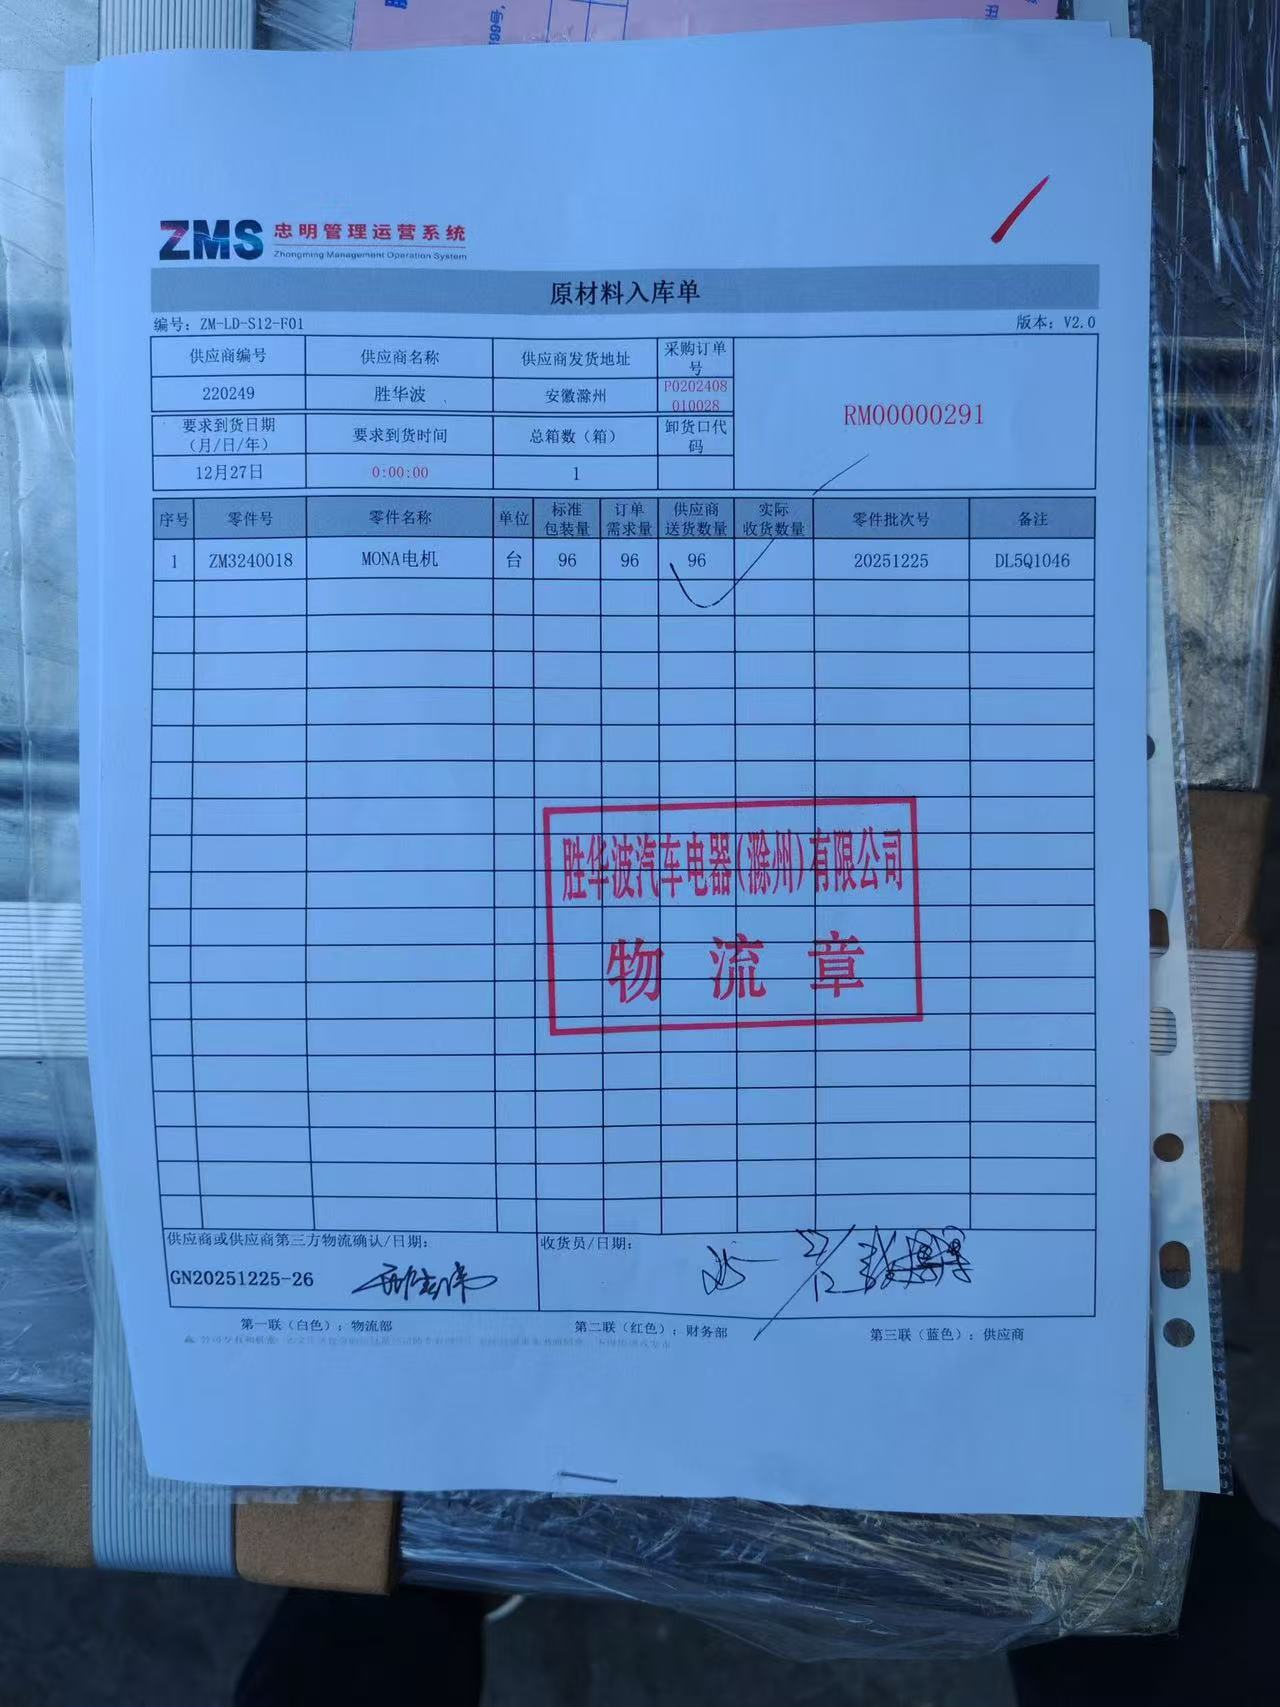 199号,
ZMS 忠明管理运营系统
Zhongming Management Operation System
原材料入库单
编号: ZM-LD-S12-F01 版本: V2.0
供应商编号 供应商名称 供应商发货地址 采购订单号
220249 胜华波 安徽滁州 PO202408010028
RM00000291
要求到货日期(月/日/年) 要求到货时间 总箱数(箱) 卸货口代码
12月27日 0:00:00 1
序号 零件号 零件名称 单位 标准包装量 订单需求量 供应商送货数量 实际收货数量 零件批次号 备注
1 ZM3240018 MONA电机 台 96 96 96 20251225 DL5Q1046
胜华波汽车电器(滁州)有限公司
物流章
供应商或供应商第三方物流确认/日期: 收货员/日期:
GN20251225-26
第一联(白色): 物流部 第二联(红色): 财务部 第三联(蓝色): 供应商